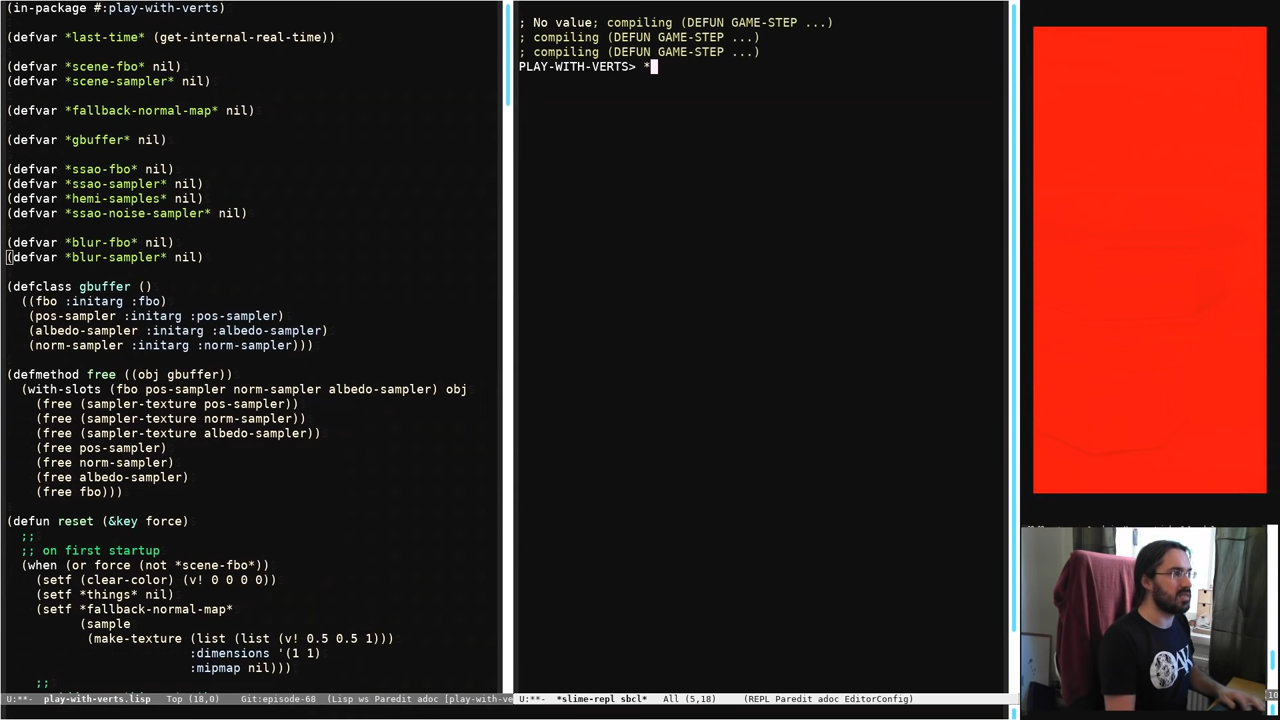 (in-package #:play-with-verts)
(defvar *last-time* (get-internal-real-time))
(defvar *scene-fbo* nil)
(defvar *scene-sampler* nil)
(defvar *fallback-normal-map* nil)
(defvar *gbuffer* nil)
(defvar *ssao-fbo* nil)
(defvar *ssao-sampler* nil)
(defvar *hemi-samples* nil)
(defvar *ssao-noise-sampler* nil)
(defvar *blur-fbo* nil)
(defvar *blur-sampler* nil)
(defclass gbuffer ()
((fbo :initarg :fbo)
(pos-sampler :initarg :pos-sampler)
(albedo-sampler :initarg :albedo-sampler)
(norm-sampler :initarg :norm-sampler)))
(defmethod free ((obj gbuffer))
(with-slots (fbo pos-sampler norm-sampler albedo-sampler) obj
(free (sampler-texture pos-sampler))
(free (sampler-texture norm-sampler))
(free (sampler-texture albedo-sampler))
(free pos-sampler)
(free norm-sampler)
(free albedo-sampler)
(free fbo)))
(defun reset (&key force)
;;
;; on first startup
(when (or force (not *scene-fbo*))
(setf (clear-color) (v! 0 0 0 0))
(setf *things* nil)
(setf *fallback-normal-map*
(sample
(make-texture (list (list (v! 0.5 0.5 1)))
:dimensions '(1 1)
:mipmap nil)))
;;
U:**- play-with-verts.lisp Top (18,0) Git:episode-68 (Lisp ws Paredit adoc [play-with-ve
; No value; compiling (DEFUN GAME-STEP ...)
; compiling (DEFUN GAME-STEP ...)
; compiling (DEFUN GAME-STEP ...)
PLAY-WITH-VERTS> *
U:**- *slime-repl sbcl* All (5,18) (REPL Paredit adoc EditorConfig)